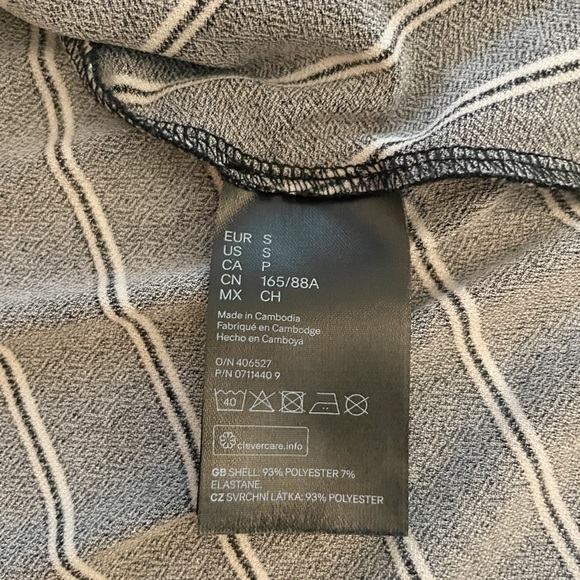 EUR S
US S
CA P
CN 165/88A
MX CH
Made in Cambodia
Fabriqué en Cambodge
Hecho en Camboya
O/N 406527
P/N 0711440 9
40
clevercare.info
GB SHELL: 93% POLYESTER 7%
ELASTANE.
CZ SVRCHNÍ LÁTKA: 93% POLYESTER